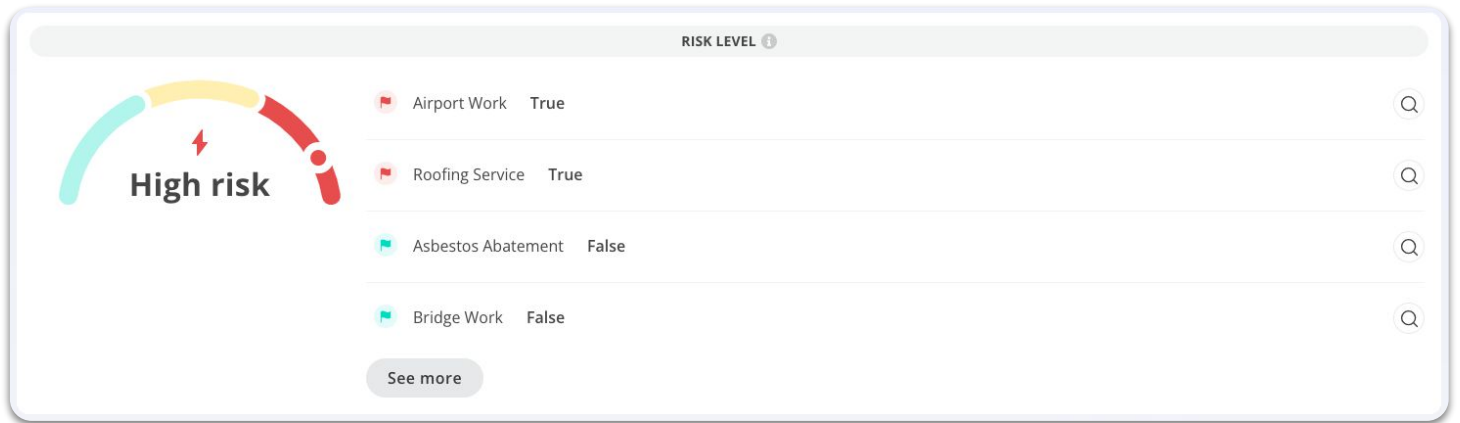 RISK LEVEL
High risk
Airport Work True
Roofing Service True
Asbestos Abatement False
Bridge Work False
See more